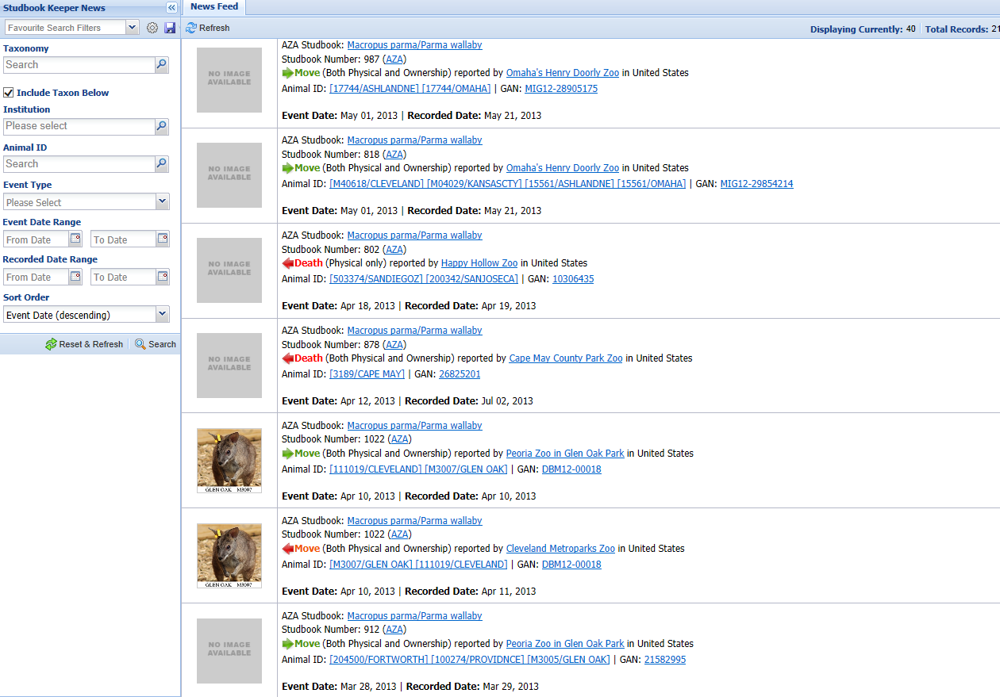 Studbook Keeper News
News Feed
Favourite Search Filters
Refresh
Displaying Currently: 40
Total Records: 21
Taxonomy
Search
Include Taxon Below
Institution
Please select
Animal ID
Search
Event Type
Please Select
Event Date Range
From Date To Date
Recorded Date Range
From Date To Date
Sort Order
Event Date (descending)
Reset & Refresh
Search
NO IMAGE
AVAILABLE
AZA Studbook: Macropus parma/Parma wallaby
Studbook Number: 987 (AZA)
Move (Both Physical and Ownership) reported by Omaha's Henry Doorly Zoo in United States
Animal ID: [17744/ASHLANDNE] [17744/OMAHA] | GAN: MIG12-28905175
Event Date: May 01, 2013 | Recorded Date: May 21, 2013
NO IMAGE
AVAILABLE
AZA Studbook: Macropus parma/Parma wallaby
Studbook Number: 818 (AZA)
Move (Both Physical and Ownership) reported by Omaha's Henry Doorly Zoo in United States
Animal ID: [M40618/CLEVELAND] [M04029/KANSASCTY] [15561/ASHLANDNE] [15561/OMAHA] | GAN: MIG12-29854214
Event Date: May 01, 2013 | Recorded Date: May 21, 2013
NO IMAGE
AVAILABLE
AZA Studbook: Macropus parma/Parma wallaby
Studbook Number: 802 (AZA)
Death (Physical only) reported by Happy Hollow Zoo in United States
Animal ID: [503374/SANDIEGOZ] [200342/SANJOSECA] | GAN: 10306435
Event Date: Apr 18, 2013 | Recorded Date: Apr 19, 2013
NO IMAGE
AVAILABLE
AZA Studbook: Macropus parma/Parma wallaby
Studbook Number: 878 (AZA)
Death (Both Physical and Ownership) reported by Cape May County Park Zoo in United States
Animal ID: [3189/CAPE MAY] | GAN: 26825201
Event Date: Apr 12, 2013 | Recorded Date: Jul 02, 2013
GLEN OAK M3007
AZA Studbook: Macropus parma/Parma wallaby
Studbook Number: 1022 (AZA)
Move (Both Physical and Ownership) reported by Peoria Zoo in Glen Oak Park in United States
Animal ID: [111019/CLEVELAND] [M3007/GLEN OAK] | GAN: DBM12-00018
Event Date: Apr 10, 2013 | Recorded Date: Apr 10, 2013
GLEN OAK M3007
AZA Studbook: Macropus parma/Parma wallaby
Studbook Number: 1022 (AZA)
Move (Both Physical and Ownership) reported by Cleveland Metroparks Zoo in United States
Animal ID: [M3007/GLEN OAK] [111019/CLEVELAND] | GAN: DBM12-00018
Event Date: Apr 10, 2013 | Recorded Date: Apr 11, 2013
NO IMAGE
AVAILABLE
AZA Studbook: Macropus parma/Parma wallaby
Studbook Number: 912 (AZA)
Move (Both Physical and Ownership) reported by Peoria Zoo in Glen Oak Park in United States
Animal ID: [204500/FORTWORTH] [100274/PROVIDNCE] [M3005/GLEN OAK] | GAN: 21582995
Event Date: Mar 28, 2013 | Recorded Date: Mar 29, 2013